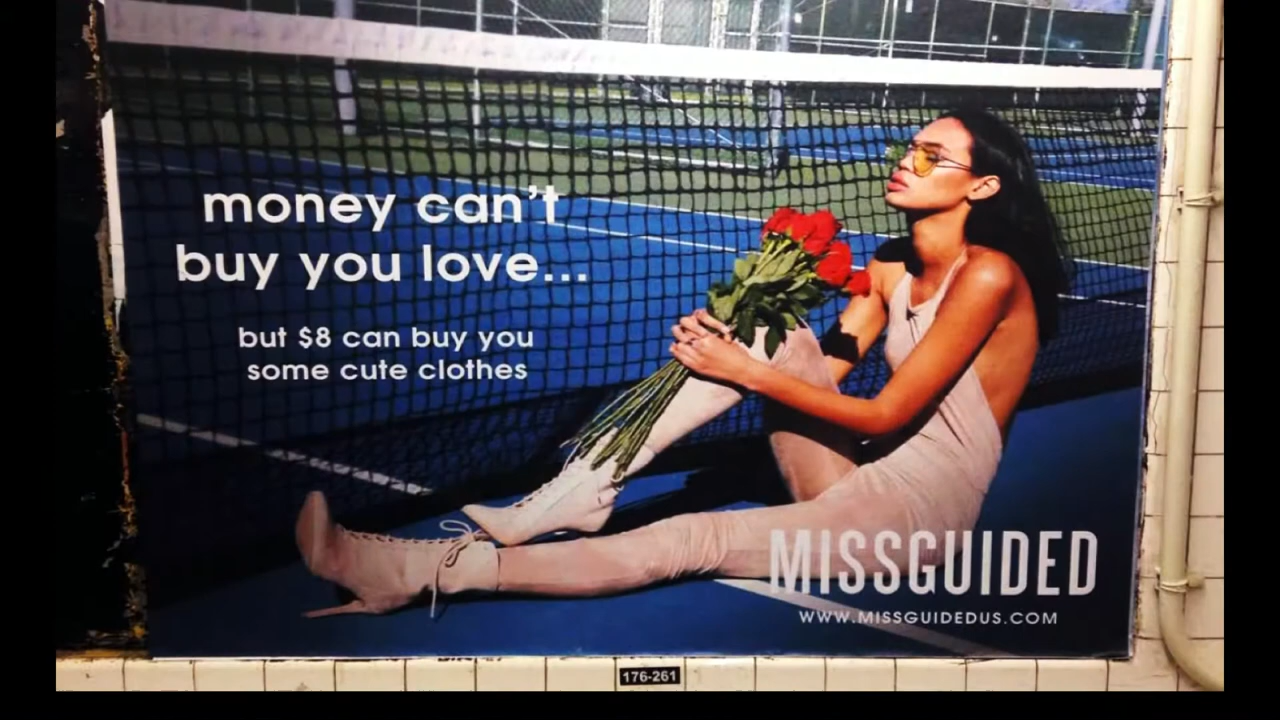 money can't
buy you love...
but $8 can buy you
some cute clothes
MISSGUIDED
WWW.MISSGUIDEDUS.COM
176-261